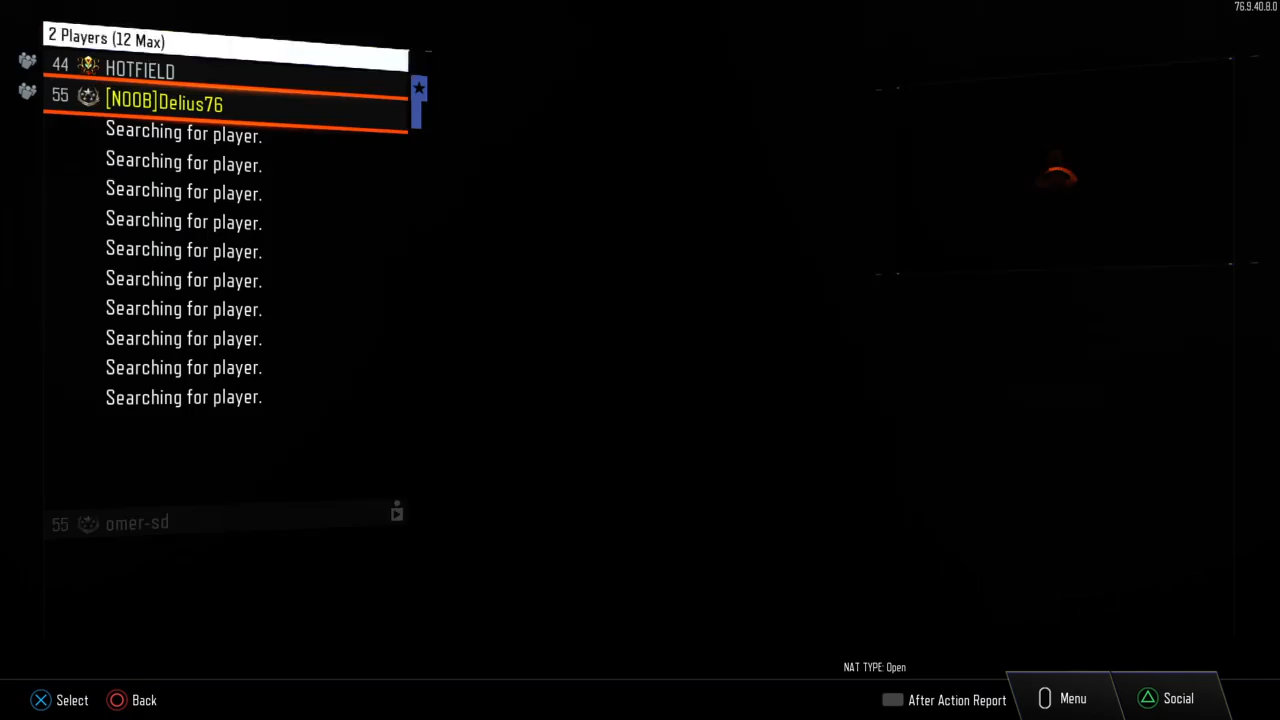 76.9.40.8.0
2 Players (12 Max)
44 HOTFIELD
55 [NOOB]Delius76
Searching for player.
Searching for player.
Searching for player.
Searching for player.
Searching for player.
Searching for player.
Searching for player.
Searching for player.
Searching for player.
Searching for player.
55 omer-sd
NAT TYPE: Open
Select Back After Action Report Menu Social